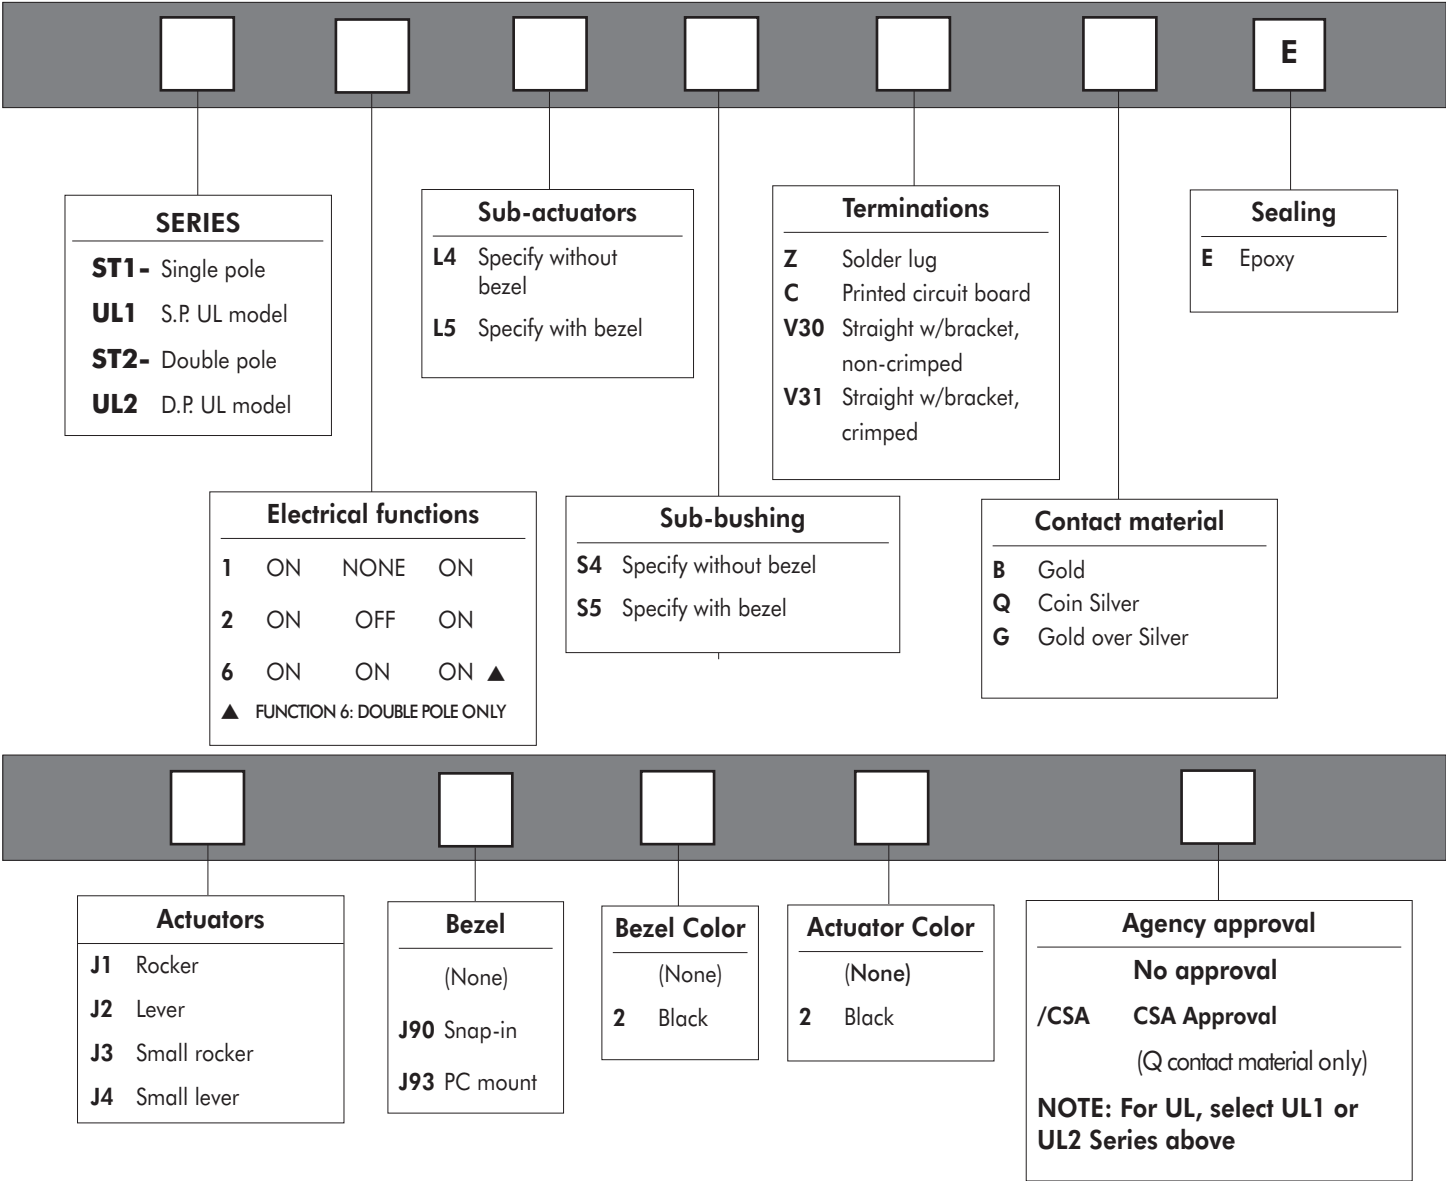 E
SERIES
ST1- Single pole
UL1 S.P. UL model
ST2- Double pole
UL2 D.P. UL model
Sub-actuators
L4 Specify without
bezel
L5 Specify with bezel
Terminations
Z Solder lug
C Printed circuit board
V30 Straight w/bracket,
non-crimped
V31 Straight w/bracket,
crimped
Sealing
E Epoxy
Electrical functions
1 ON NONE ON
2 ON OFF ON
6 ON ON ON ▲
▲ FUNCTION 6: DOUBLE POLE ONLY
Sub-bushing
S4 Specify without bezel
S5 Specify with bezel
Contact material
B Gold
Q Coin Silver
G Gold over Silver
Actuators
J1 Rocker
J2 Lever
J3 Small rocker
J4 Small lever
Bezel
(None)
J90 Snap-in
J93 PC mount
Bezel Color
(None)
2 Black
Actuator Color
(None)
2 Black
Agency approval
No approval
/CSA CSA Approval
(Q contact material only)
NOTE: For UL, select UL1 or
UL2 Series above